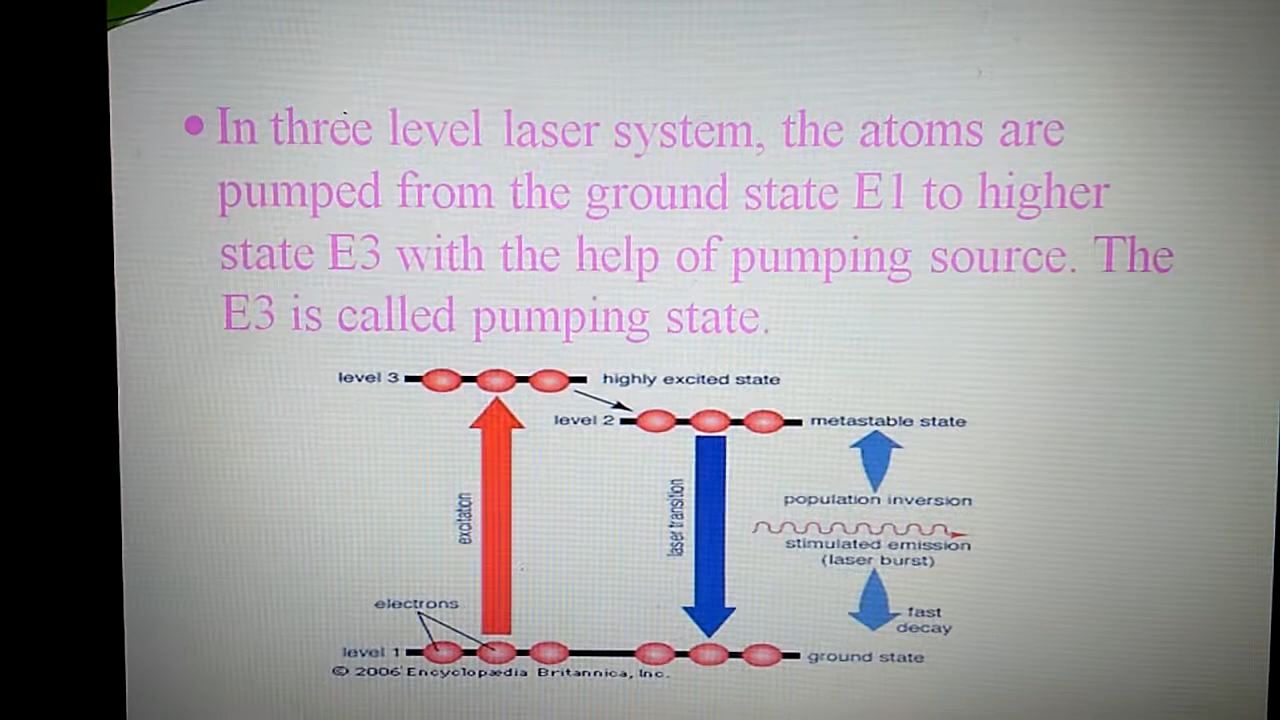 • In three level laser system, the atoms are
pumped from the ground state E1 to higher
state E3 with the help of pumping source. The
E3 is called pumping state.
level 3
highly excited state
level 2
metastable state
excitation
laser transition
population inversion
stimulated emission
(laser burst)
electrons
fast
decay
level 1
ground state
© 2006 Encyclopædia Britannica, Inc.